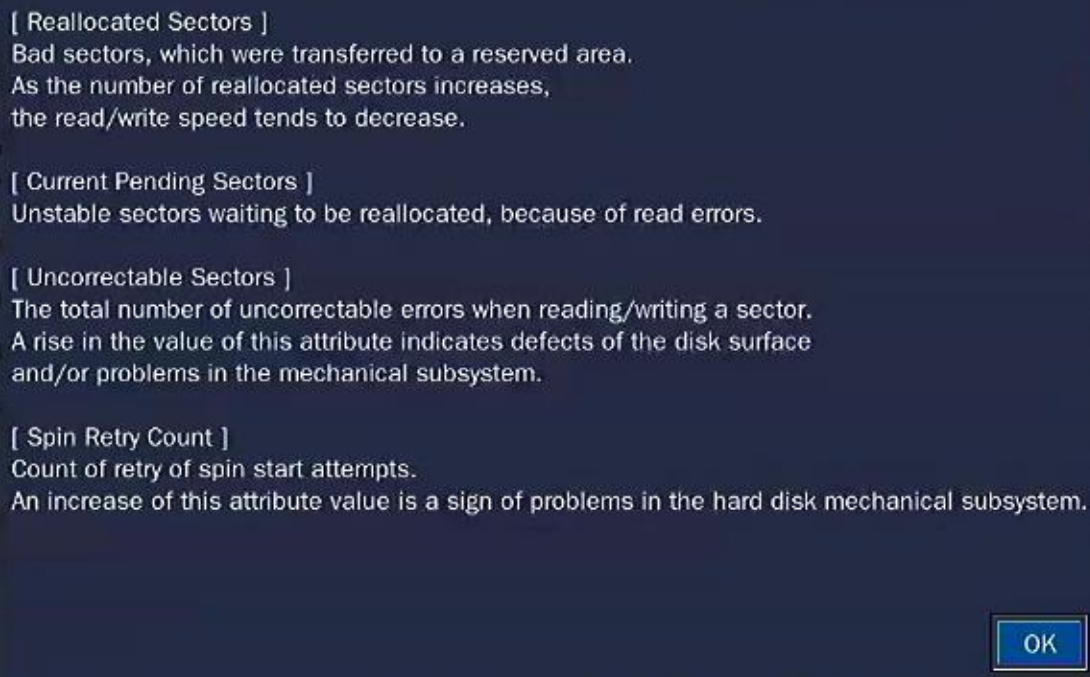 [ Reallocated Sectors ]
Bad sectors, which were transferred to a reserved area.
As the number of reallocated sectors increases,
the read/write speed tends to decrease.
[ Current Pending Sectors ]
Unstable sectors waiting to be reallocated, because of read errors.
[ Uncorrectable Sectors ]
The total number of uncorrectable errors when reading/writing a sector.
A rise in the value of this attribute indicates defects of the disk surface
and/or problems in the mechanical subsystem.
[ Spin Retry Count ]
Count of retry of spin start attempts.
An increase of this attribute value is a sign of problems in the hard disk mechanical subsystem.
OK